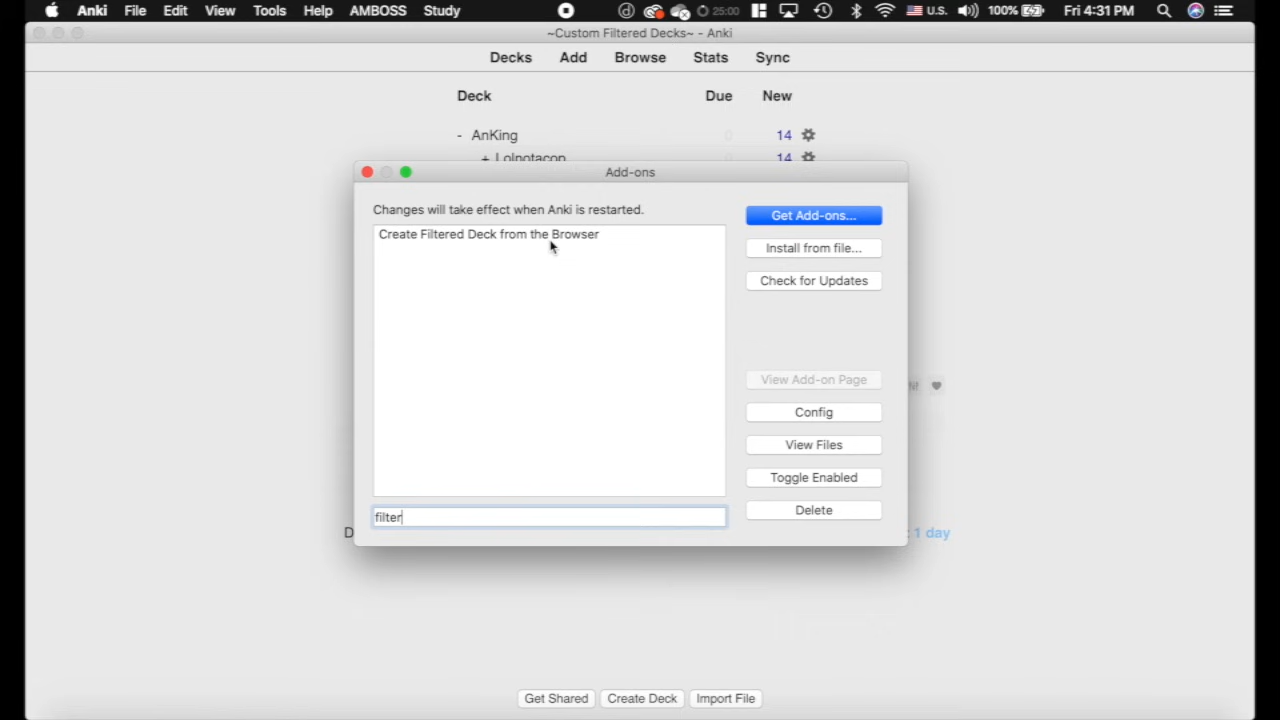 Anki File Edit View Tools Help AMBOSS Study 25:00 U.S. 100% Fri 4:31 PM
~Custom Filtered Decks~ - Anki
Decks Add Browse Stats Sync
Deck Due New
- AnKing 0 14
+ Lolnotacop 14
Add-ons
Changes will take effect when Anki is restarted.
Get Add-ons...
Create Filtered Deck from the Browser
Install from file...
Check for Updates
View Add-on Page
Config
View Files
Toggle Enabled
Delete
filter
D
: 1 day
Get Shared Create Deck Import File